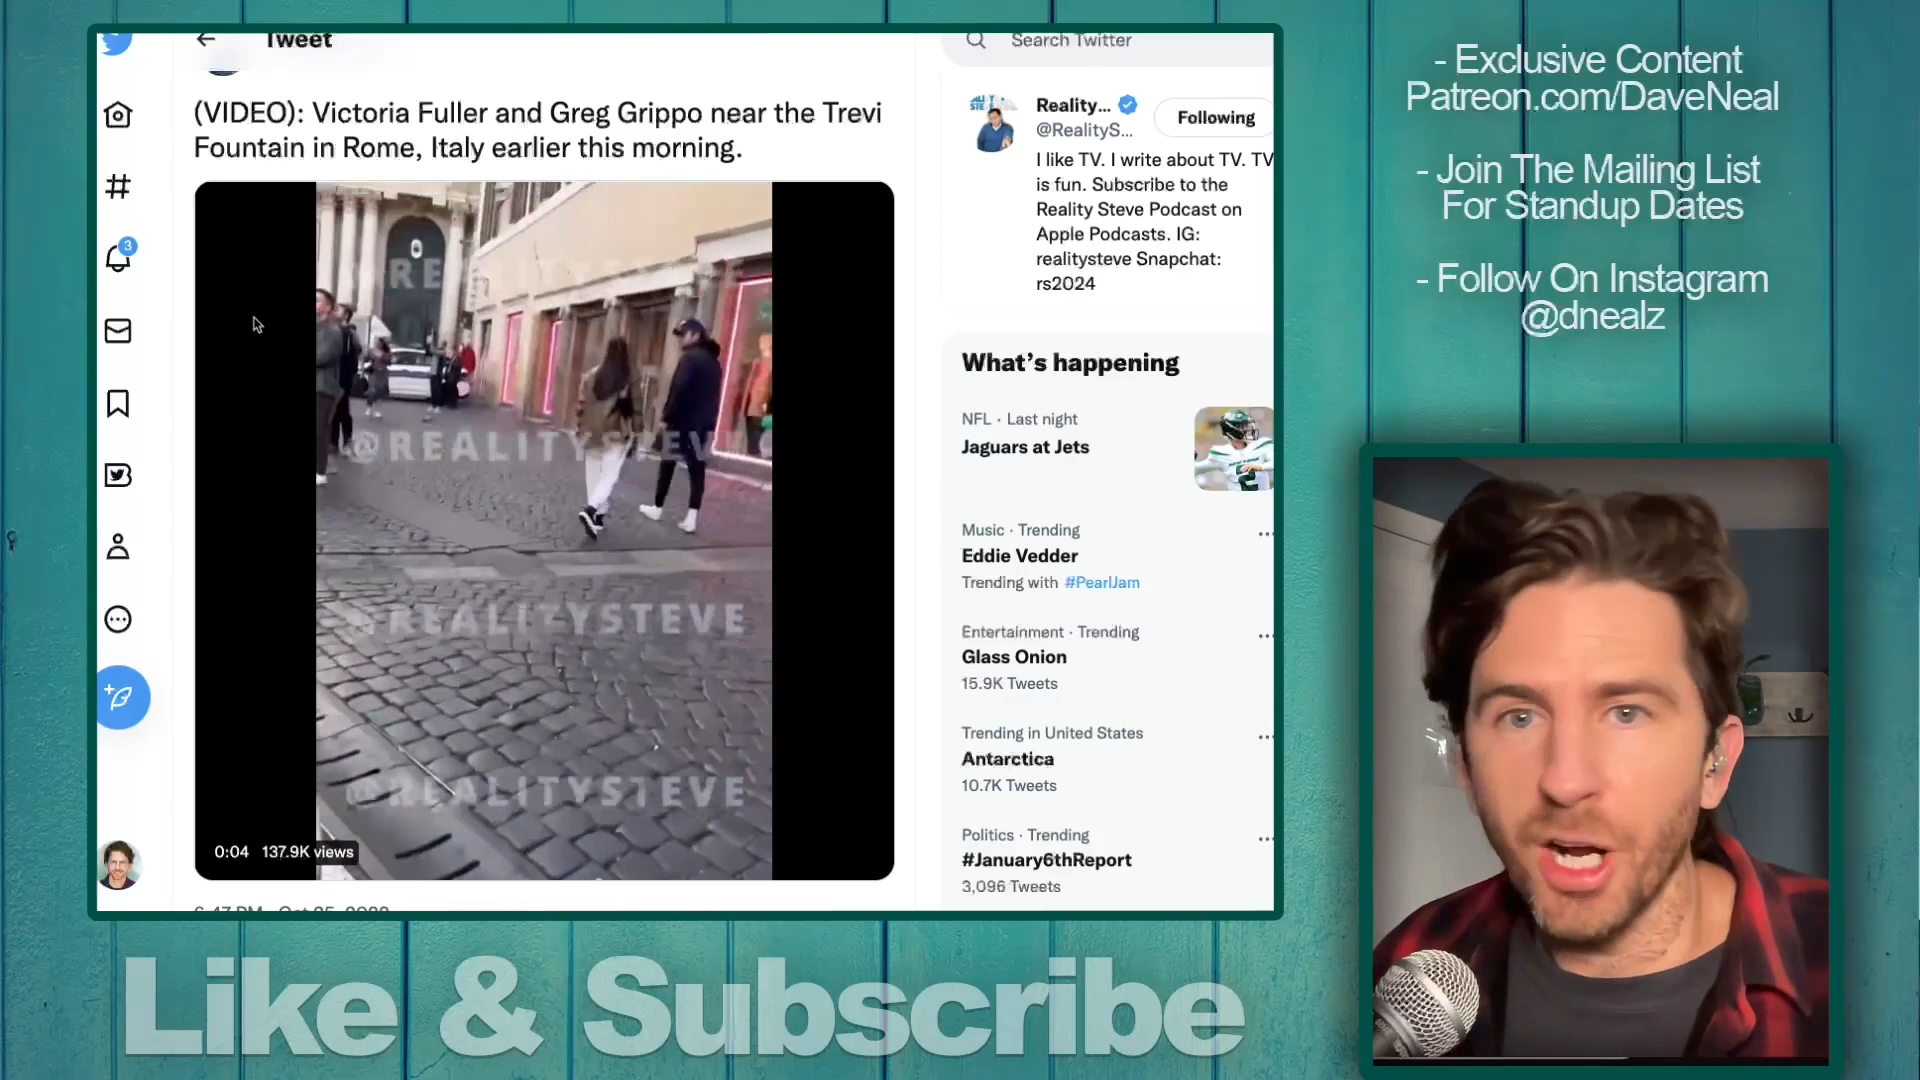 Tweet
Search Twitter
(VIDEO): Victoria Fuller and Greg Grippo near the Trevi
Fountain in Rome, Italy earlier this morning.
@REALITYSTEVE
@REALITYSTEVE
@REALITYSTEVE
@REALITYSTEVE
0:04 137.9K views
3
Reality...
Following
@RealityS...
I like TV. I write about TV. TV
is fun. Subscribe to the
Reality Steve Podcast on
Apple Podcasts. IG:
realitysteve Snapchat:
rs2024
What's happening
NFL · Last night
Jaguars at Jets
Music · Trending
Eddie Vedder
Trending with #PearlJam
Entertainment · Trending
Glass Onion
15.9K Tweets
Trending in United States
Antarctica
10.7K Tweets
Politics · Trending
#January6thReport
3,096 Tweets
- Exclusive Content
Patreon.com/DaveNeal
- Join The Mailing List
For Standup Dates
- Follow On Instagram
@dnealz
Like & Subscribe